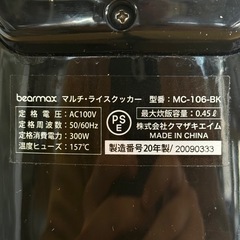 bearmax マルチ・ライスクッカー 型番：MC-106-BK
定格電圧：AC100V
定格周波数：50/60Hz
定格消費電力：300W
温度ヒューズ：157℃
PSE
最大炊飯容量：0.45ℓ
株式会社クマザキエイム
MADE IN CHINA
製造番号20年製/20090333